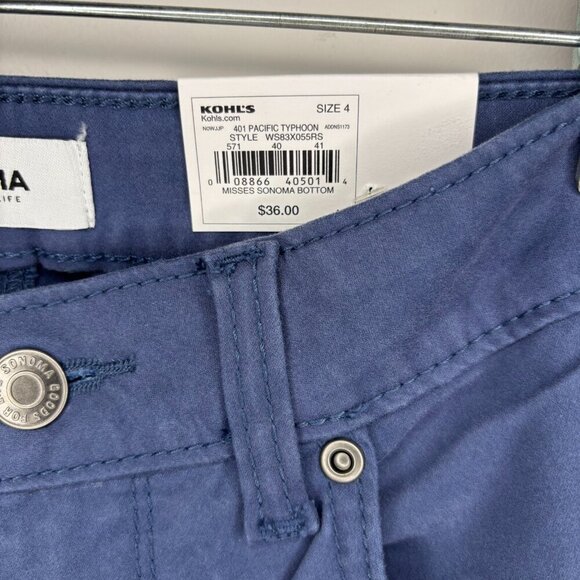 KOHL'S SIZE 4
Kohls.com
NOWJJP 401 PACIFIC TYPHOON ADDNS1173
STYLE WS83X055RS
571 40 41
0 08866 40501 4
MISSES SONOMA BOTTOM
$36.00
MA
LIFE
SONOMA GOODS FOR